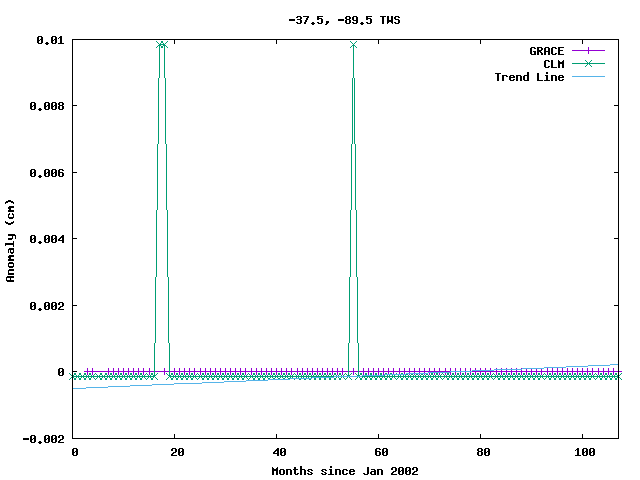 -37.5, -89.5 TWS
0.01
0.008
0.006
0.004
0.002
0
-0.002
Anomaly (cm)
GRACE
CLM
Trend Line
0 20 40 60 80 100
Months since Jan 2002